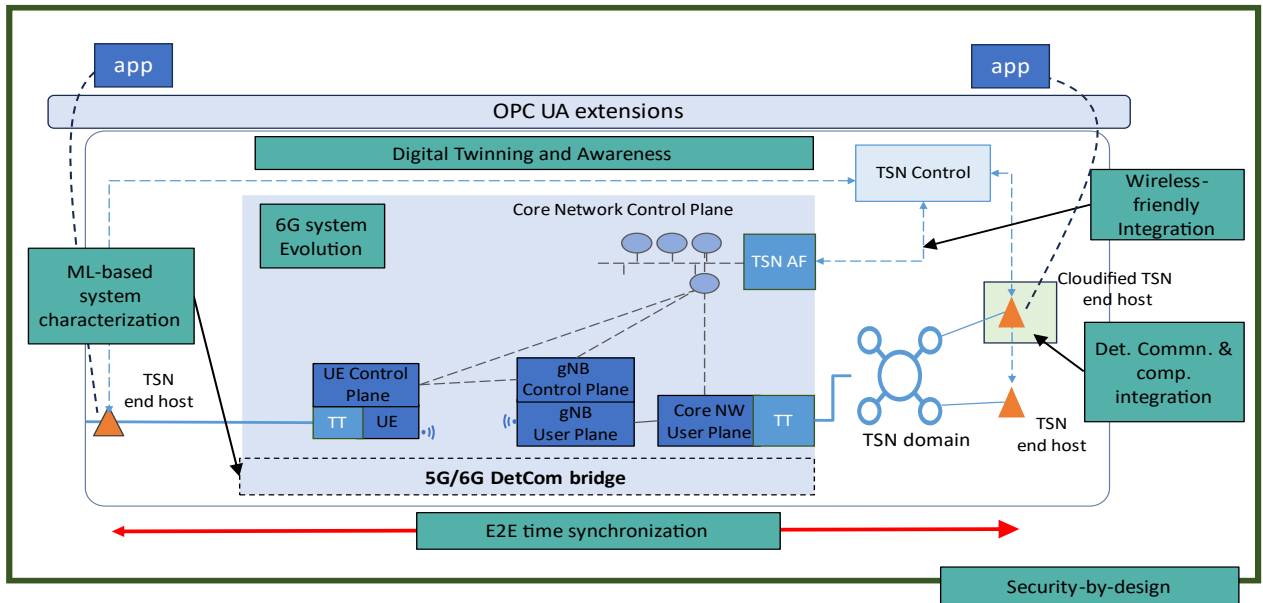 app
app
OPC UA extensions
Digital Twinning and Awareness
TSN Control
Wireless-
friendly
Integration
Core Network Control Plane
6G system
Evolution
TSN AF
ML-based
system
characterization
Cloudified TSN
end host
Det. Commn. &
comp.
integration
UE Control
Plane
gNB
Control Plane
TSN
end host
TT
UE
gNB
User Plane
Core NW
User Plane
TT
TSN domain
TSN
end host
5G/6G DetCom bridge
E2E time synchronization
Security-by-design